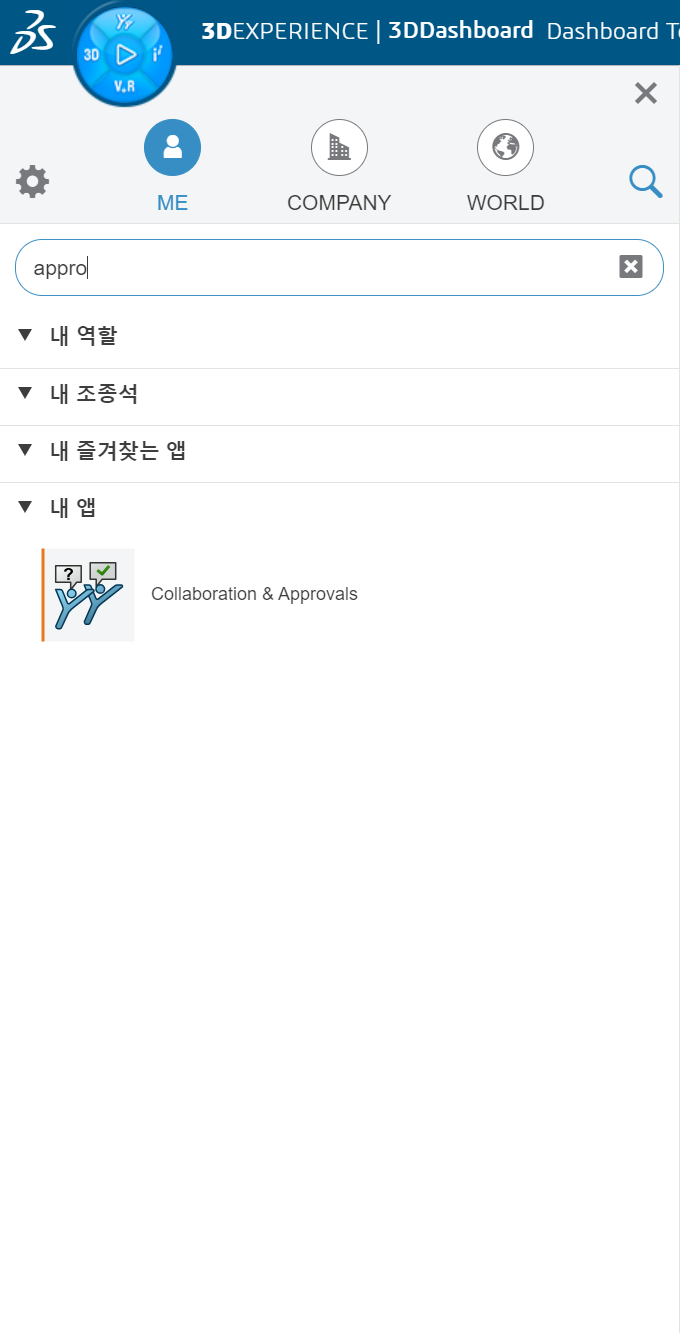 3DEXPERIENCE | 3DDashboard Dashboard T
3D i² V.R
ME COMPANY WORLD
appro
내 역할
내 조종석
내 즐겨찾는 앱
내 앱
Collaboration & Approvals